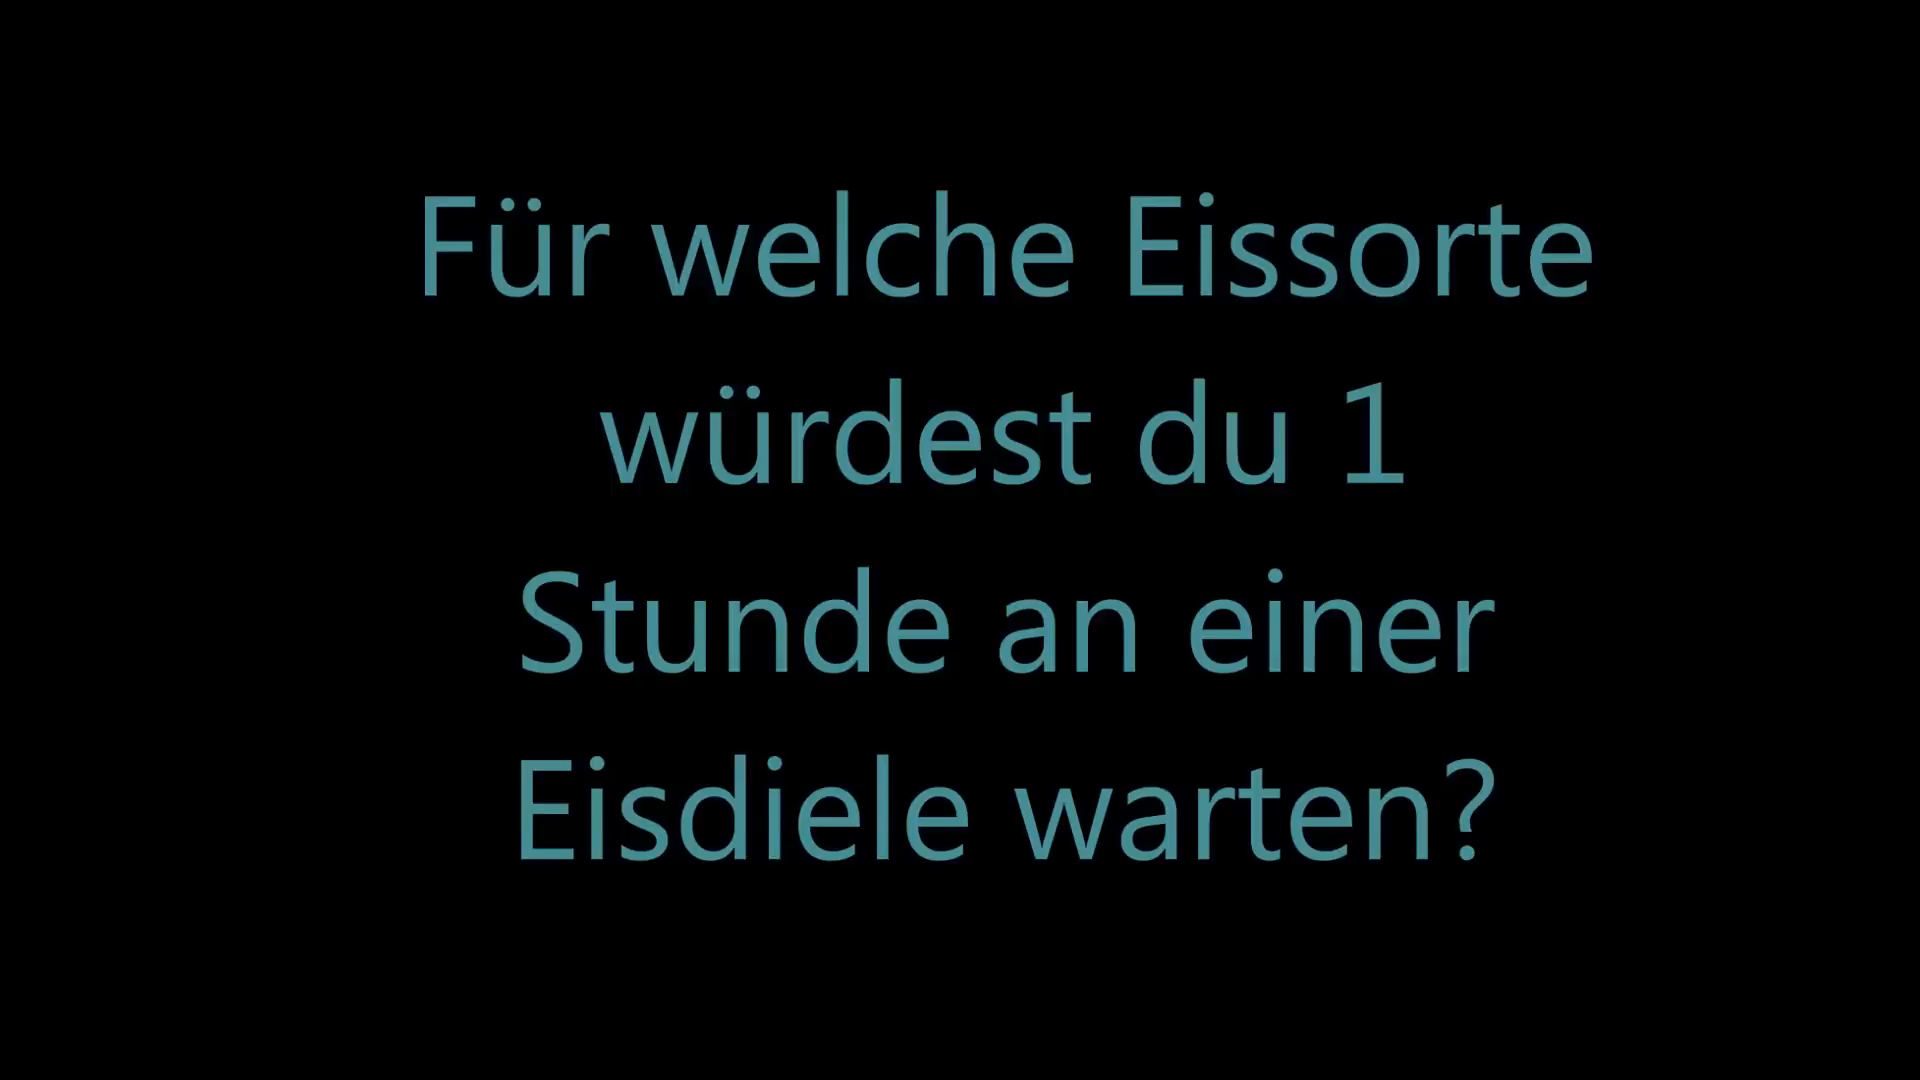 Für welche Eissorte
würdest du 1
Stunde an einer
Eisdiele warten?